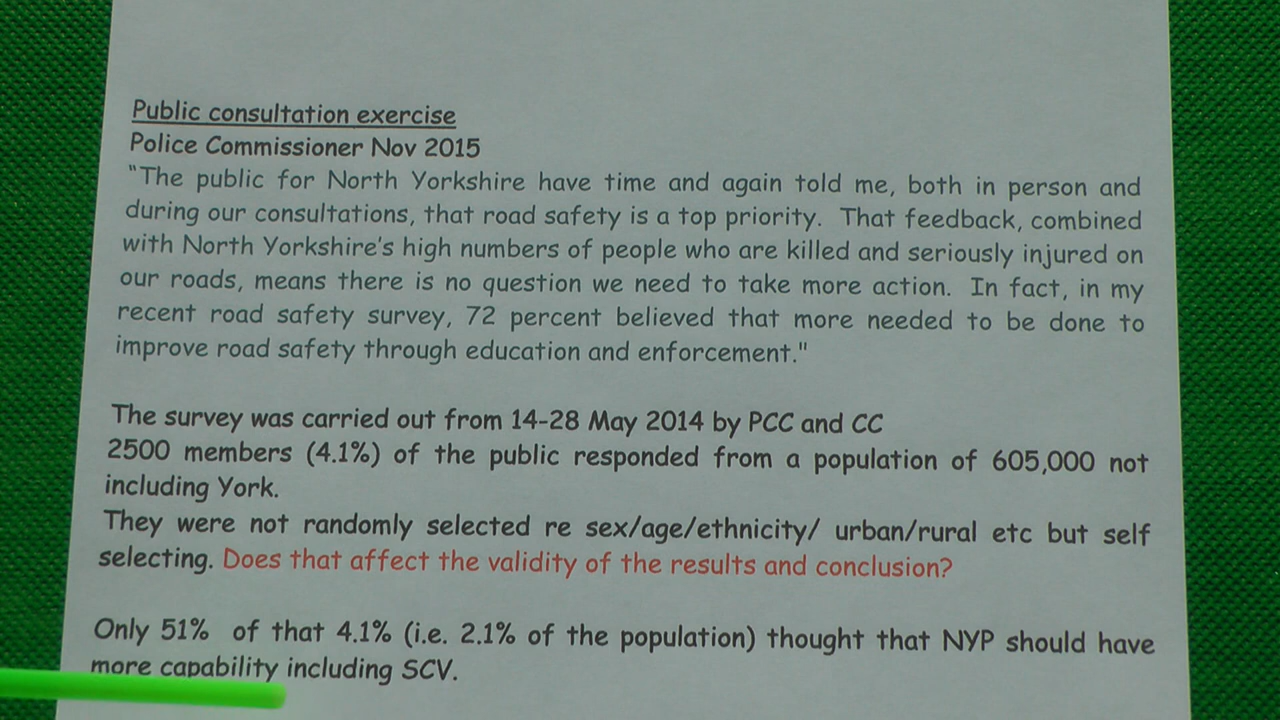 Public consultation exercise
Police Commissioner Nov 2015
"The public for North Yorkshire have time and again told me, both in person and
during our consultations, that road safety is a top priority. That feedback, combined
with North Yorkshire's high numbers of people who are killed and seriously injured on
our roads, means there is no question we need to take more action. In fact, in my
recent road safety survey, 72 percent believed that more needed to be done to
improve road safety through education and enforcement."
The survey was carried out from 14-28 May 2014 by PCC and CC
2500 members (4.1%) of the public responded from a population of 605,000 not
including York.
They were not randomly selected re sex/age/ethnicity/ urban/rural etc but self
selecting. Does that affect the validity of the results and conclusion?
Only 51% of that 4.1% (i.e. 2.1% of the population) thought that NYP should have
more capability including SCV.